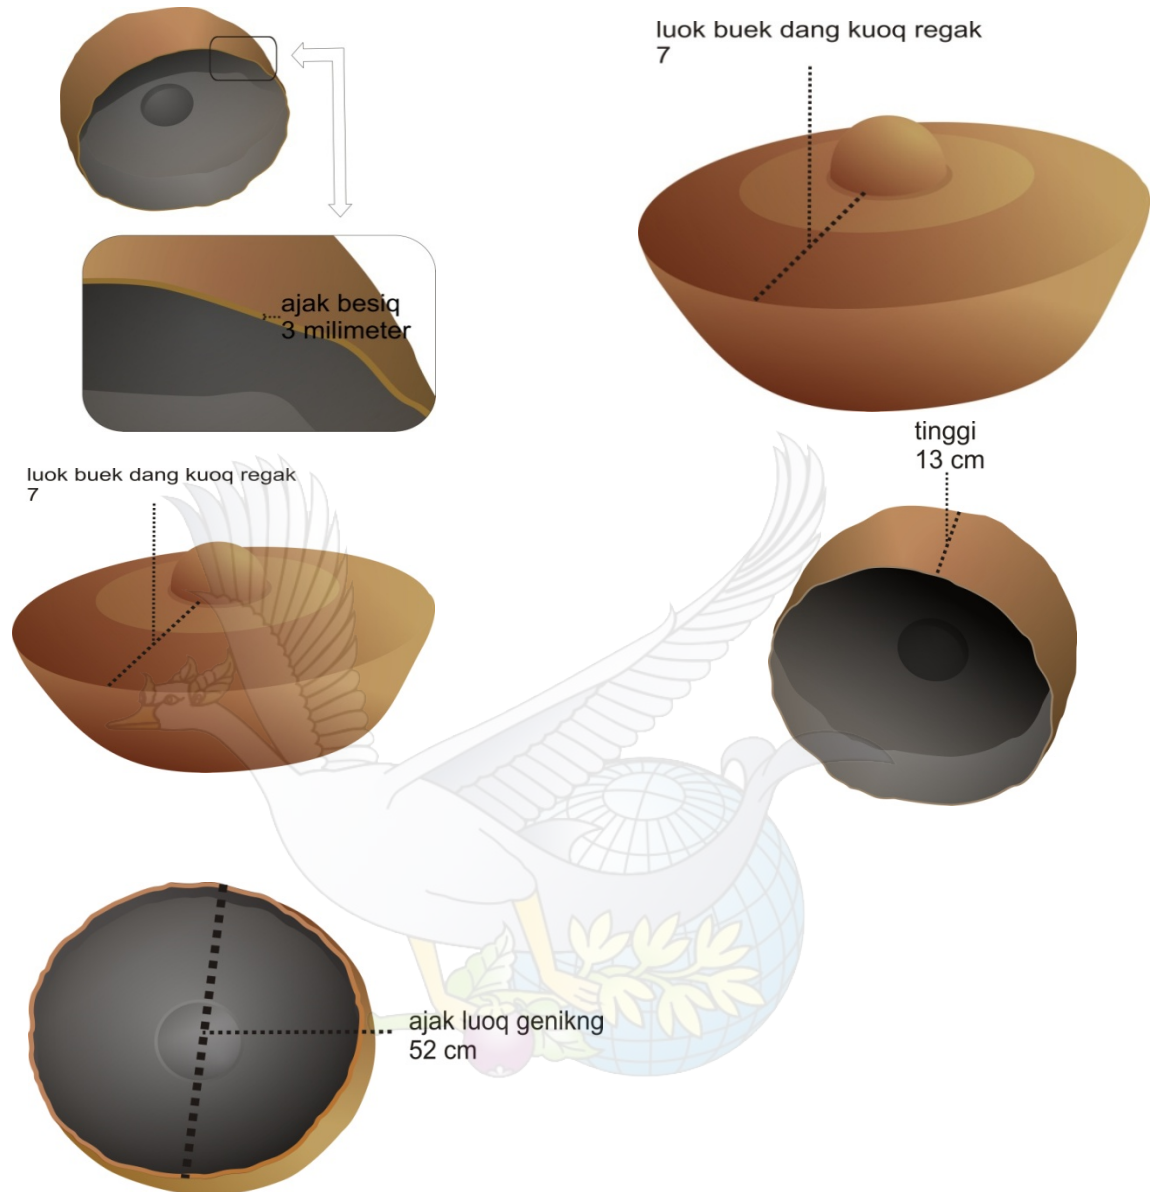 luok buek dang kuoq regak
7
ajak besiq
3 milimeter
tinggi
13 cm
luok buek dang kuoq regak
7
ajak luoq genikng
52 cm